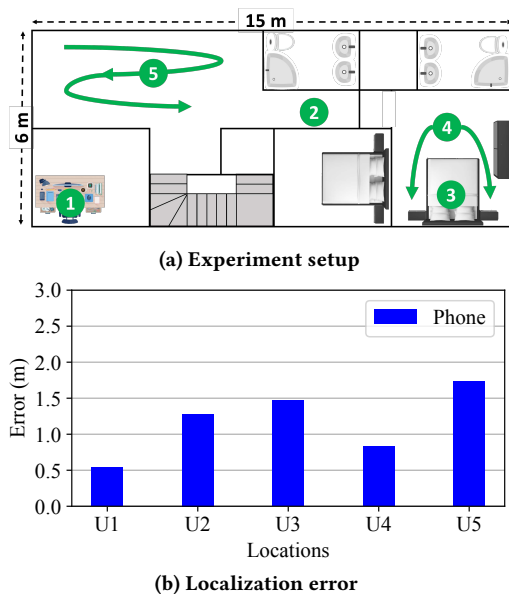 15 m
6 m
5
2
4
1
3
(a) Experiment setup
3.0
2.5
2.0
1.5
1.0
0.5
0.0
Error (m)
Phone
U1 U2 U3 U4 U5
Locations
(b) Localization error